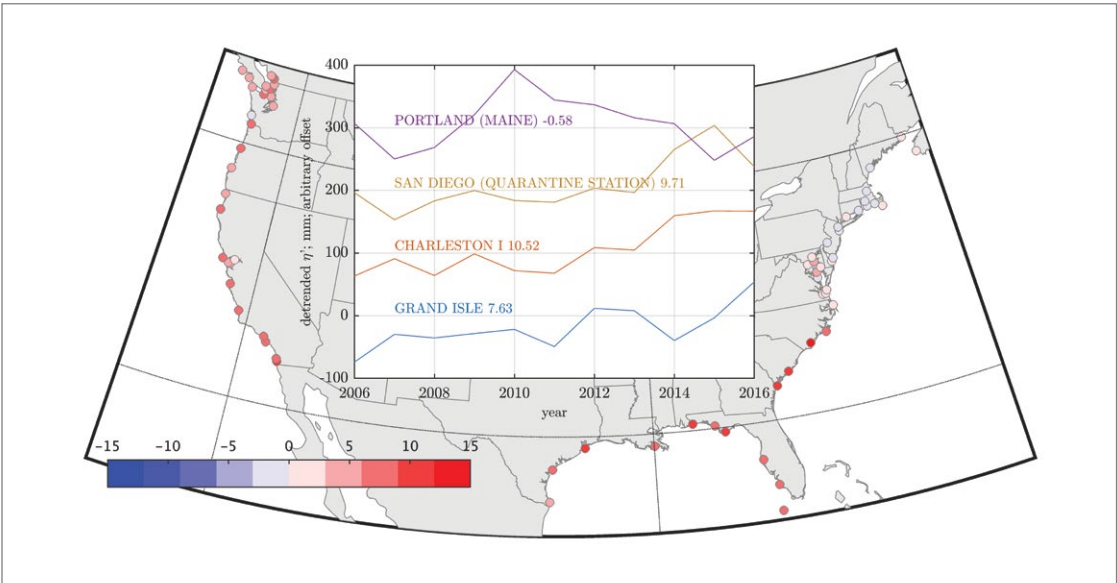 400
300
200
100
0
-100
detrended η'; mm; arbitrary offset
PORTLAND (MAINE) -0.58
SAN DIEGO (QUARANTINE STATION) 9.71
CHARLESTON I 10.52
GRAND ISLE 7.63
2006 2008 2010 2012 2014 2016
year
−15 −10 −5 0 5 10 15